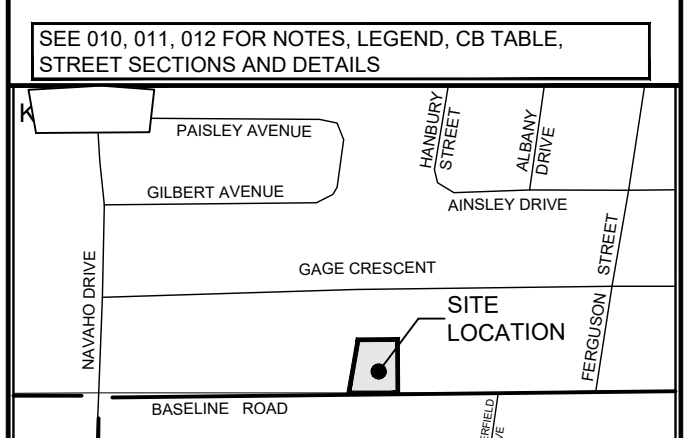 SEE 010, 011, 012 FOR NOTES, LEGEND, CB TABLE,
STREET SECTIONS AND DETAILS
PAISLEY AVENUE
HANBURY
STREET
ALBANY
DRIVE
GILBERT AVENUE
AINSLEY DRIVE
NAVAHO DRIVE
GAGE CRESCENT
FERGUSON STREET
SITE
LOCATION
BASELINE ROAD